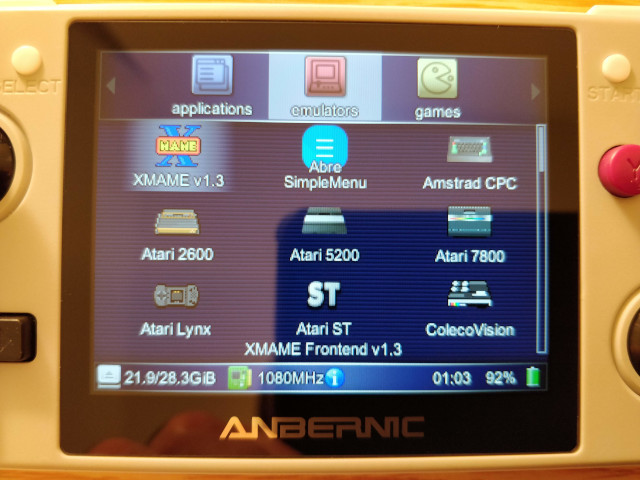 SELECT
START
applications
emulators
games
X
MAME
XMAME v1.3
Abre
SimpleMenu
Amstrad CPC
Atari 2600
Atari 5200
Atari 7800
Atari Lynx
ST
Atari ST
ColecoVision
XMAME Frontend v1.3
21,9/28,3GiB
1080MHz
i
01:03
92%
Y
ANBERNIC